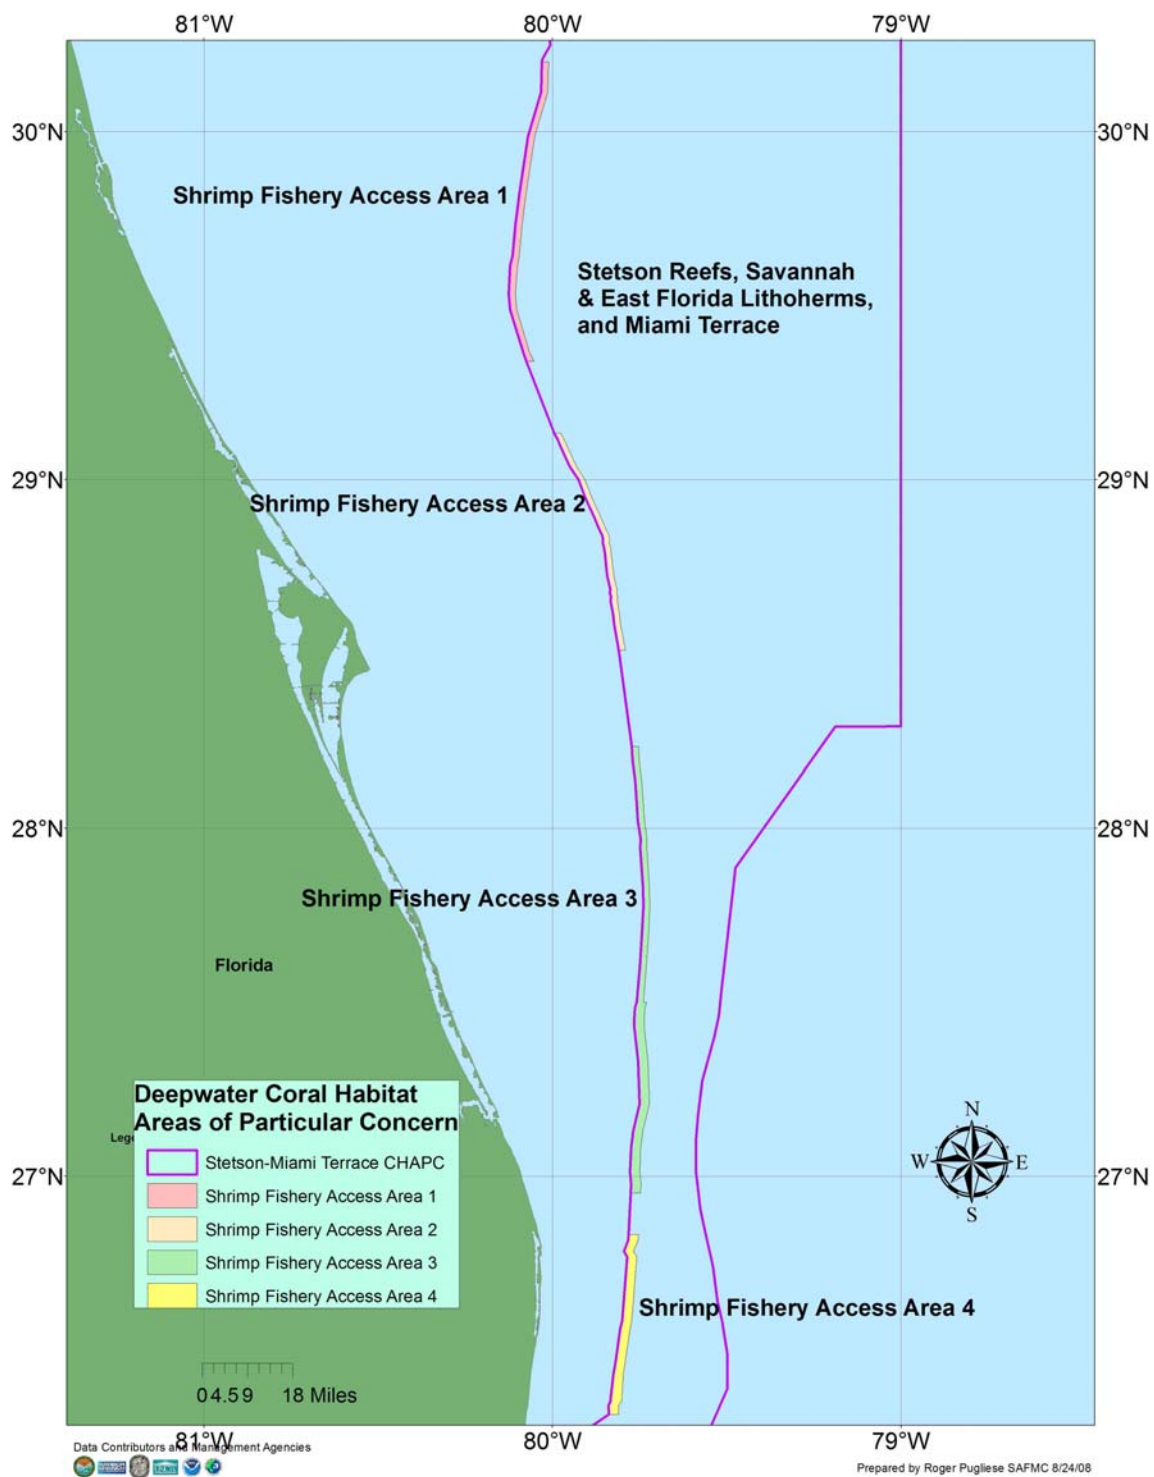 81°W 80°W 79°W
30°N 30°N
Shrimp Fishery Access Area 1
Stetson Reefs, Savannah
& East Florida Lithoherms,
and Miami Terrace
29°N 29°N
Shrimp Fishery Access Area 2
28°N 28°N
Shrimp Fishery Access Area 3
Florida
Deepwater Coral Habitat
Areas of Particular Concern
Stetson-Miami Terrace CHAPC
Shrimp Fishery Access Area 1
Shrimp Fishery Access Area 2
Shrimp Fishery Access Area 3
Shrimp Fishery Access Area 4
N
W E
S
27°N 27°N
Shrimp Fishery Access Area 4
0 4.5 9 18 Miles
81°W 80°W 79°W
Data Contributors and Management Agencies
Prepared by Roger Pugliese SAFMC 8/24/08